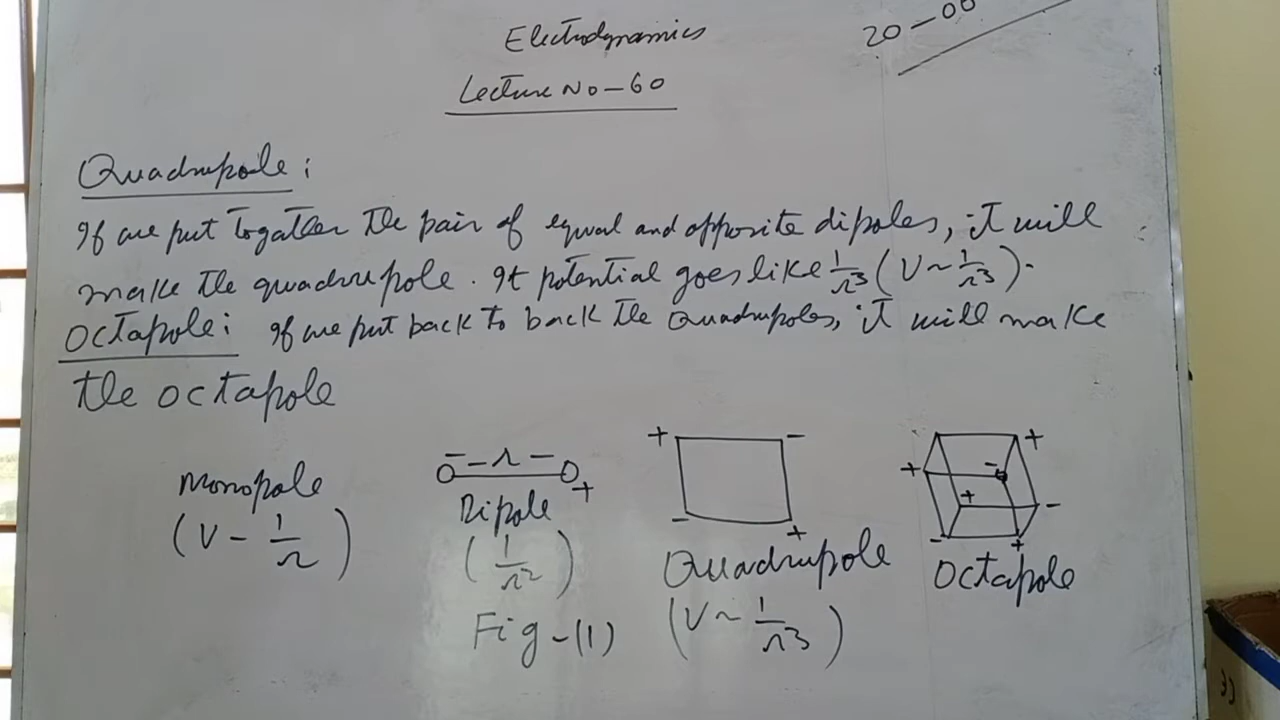 Electrodynamics
20-00
Lecture No-60
Quadrupole:
If we put togather the pair of equal and opposite dipoles, it will
make the quadrupole. It potential goes like 1/r³ (V~1/r³).
Octapole: If we put back to back the quadrupoles, it will make
the octapole
Monopole
(V - 1/r)
- - r - +
Dipole
(1/r²)
Fig-(1)
+ -
- +
Quadrupole
(V ~ 1/r³)
+
+ -
+ -
- +
Octapole